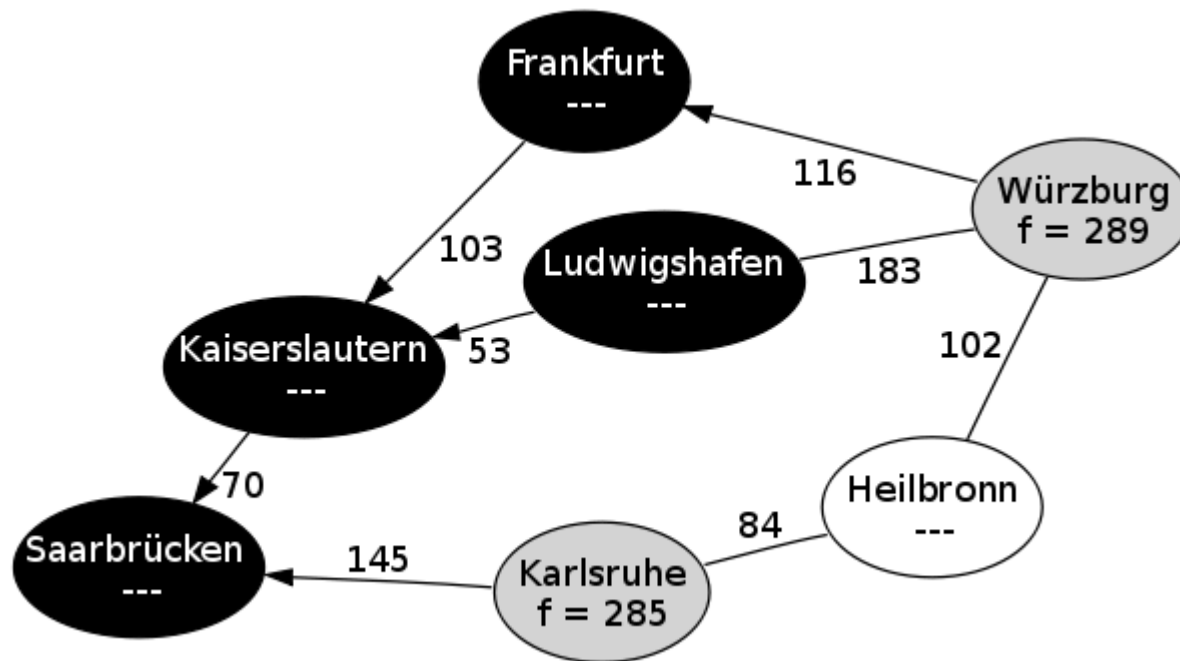 Frankfurt
---
116
Würzburg
f = 289
103
Ludwigshafen
---
183
Kaiserslautern
---
53
102
70
Heilbronn
---
84
Saarbrücken
---
145
Karlsruhe
f = 285